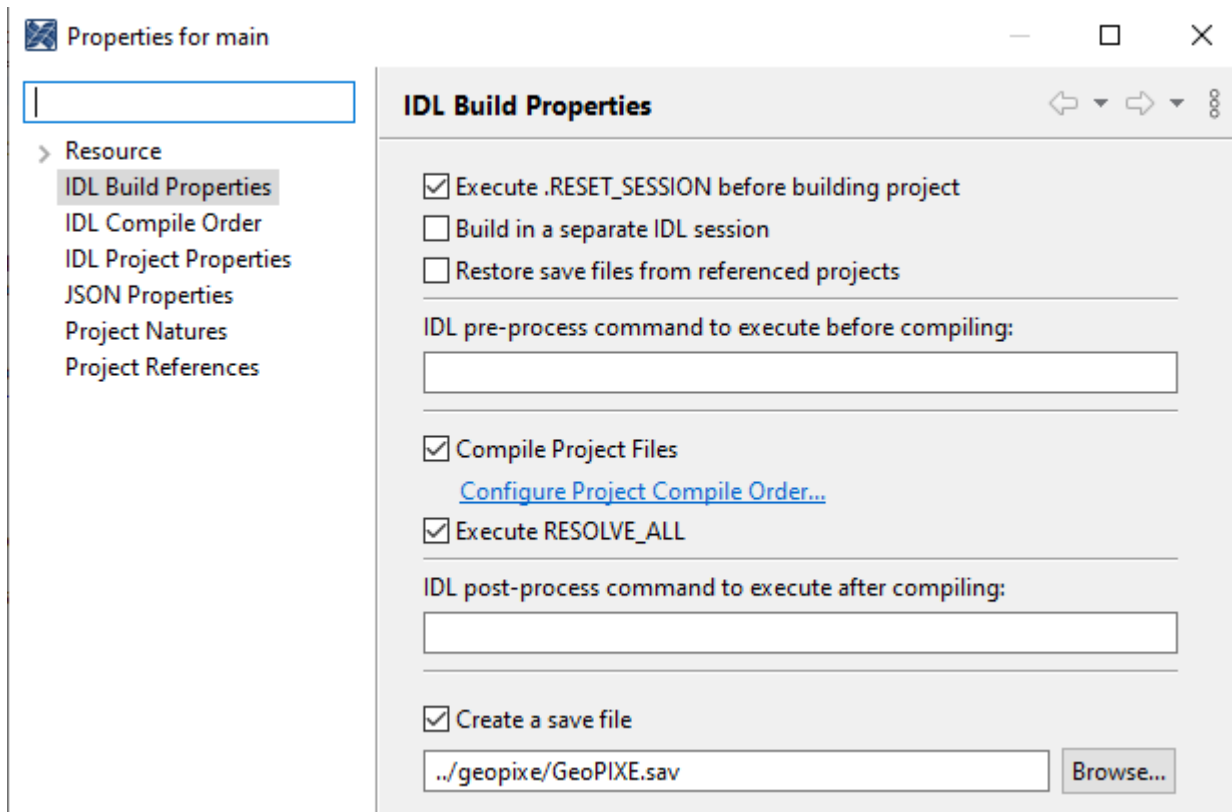 Properties for main
IDL Build Properties
Resource
IDL Build Properties
IDL Compile Order
IDL Project Properties
JSON Properties
Project Natures
Project References
Execute .RESET_SESSION before building project
Build in a separate IDL session
Restore save files from referenced projects
IDL pre-process command to execute before compiling:
Compile Project Files
Configure Project Compile Order...
Execute RESOLVE_ALL
IDL post-process command to execute after compiling:
Create a save file
../geopixe/GeoPIXE.sav
Browse...